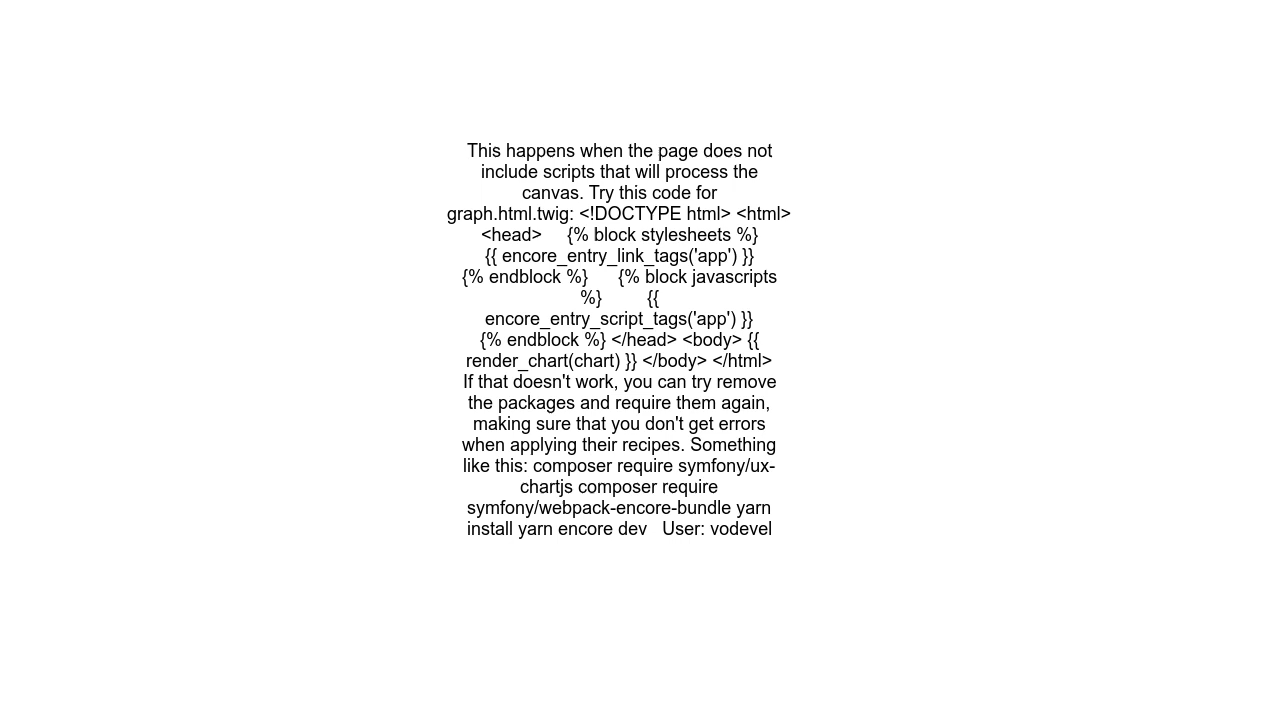 This happens when the page does not
include scripts that will process the
canvas. Try this code for
graph.html.twig: <!DOCTYPE html> <html>
<head>     {% block stylesheets %}
{{ encore_entry_link_tags('app') }}
{% endblock %}      {% block javascripts
%}         {{
encore_entry_script_tags('app') }}
{% endblock %} </head> <body> {{
render_chart(chart) }} </body> </html>
If that doesn't work, you can try remove
the packages and require them again,
making sure that you don't get errors
when applying their recipes. Something
like this: composer require symfony/ux-
chartjs composer require
symfony/webpack-encore-bundle yarn
install yarn encore dev   User: vodevel